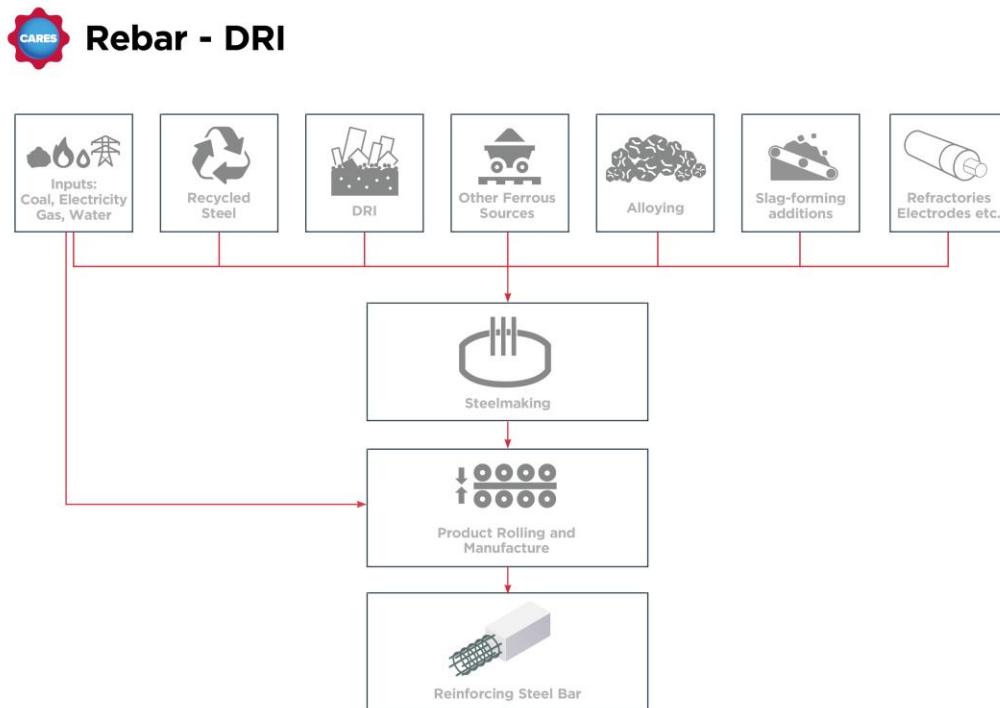 CARES
Rebar - DRI
Inputs:
Coal, Electricity
Gas, Water
Recycled
Steel
DRI
Other Ferrous
Sources
Alloying
Slag-forming
additions
Refractories
Electrodes etc.
Steelmaking
Product Rolling and
Manufacture
Reinforcing Steel Bar